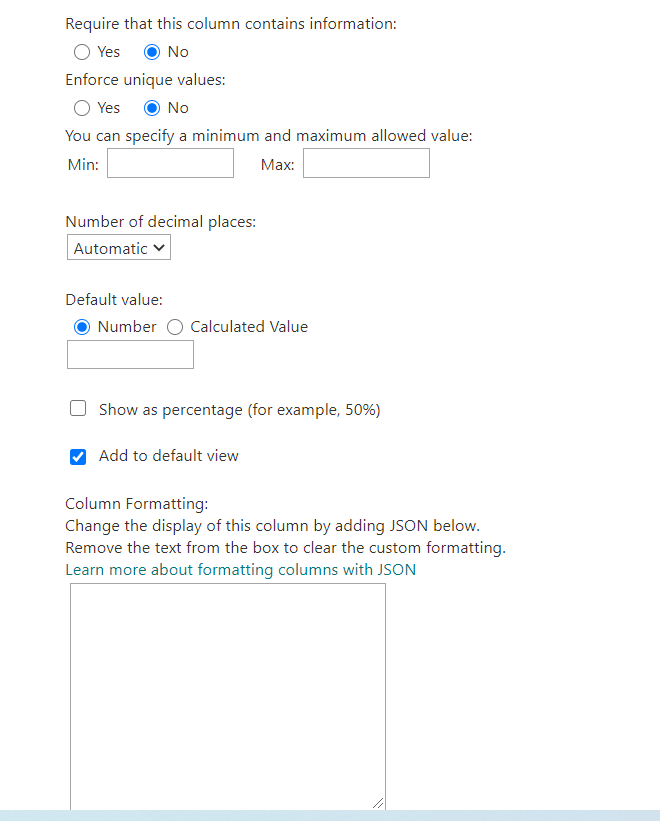 Require that this column contains information:
Yes No
Enforce unique values:
Yes No
You can specify a minimum and maximum allowed value:
Min: Max:
Number of decimal places:
Automatic
Default value:
Number Calculated Value
Show as percentage (for example, 50%)
Add to default view
Column Formatting:
Change the display of this column by adding JSON below.
Remove the text from the box to clear the custom formatting.
Learn more about formatting columns with JSON